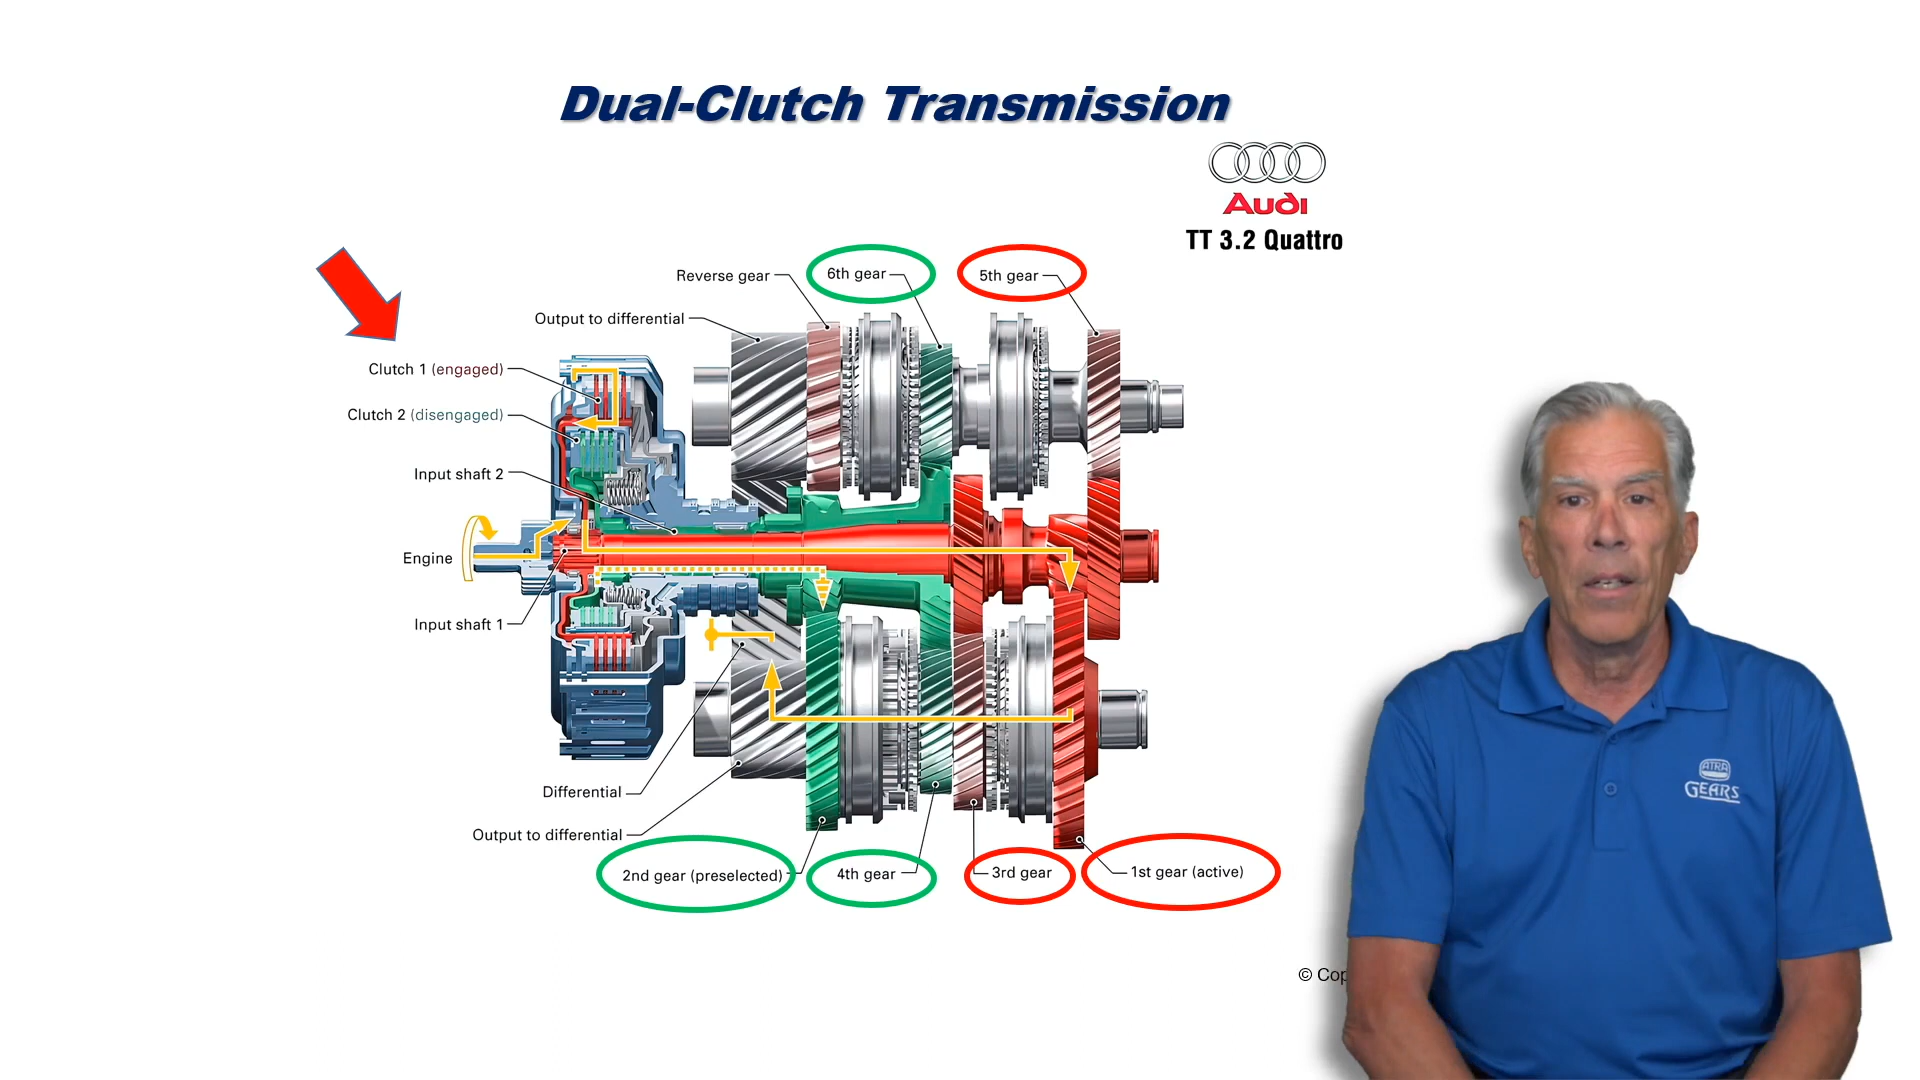 Dual-Clutch Transmission
Audi
TT 3.2 Quattro
Reverse gear
6th gear
5th gear
Output to differential
Clutch 1 (engaged)
Clutch 2 (disengaged)
Input shaft 2
Engine
Input shaft 1
Differential
Output to differential
2nd gear (preselected)
4th gear
3rd gear
1st gear (active)
ATRA
GEARS
©